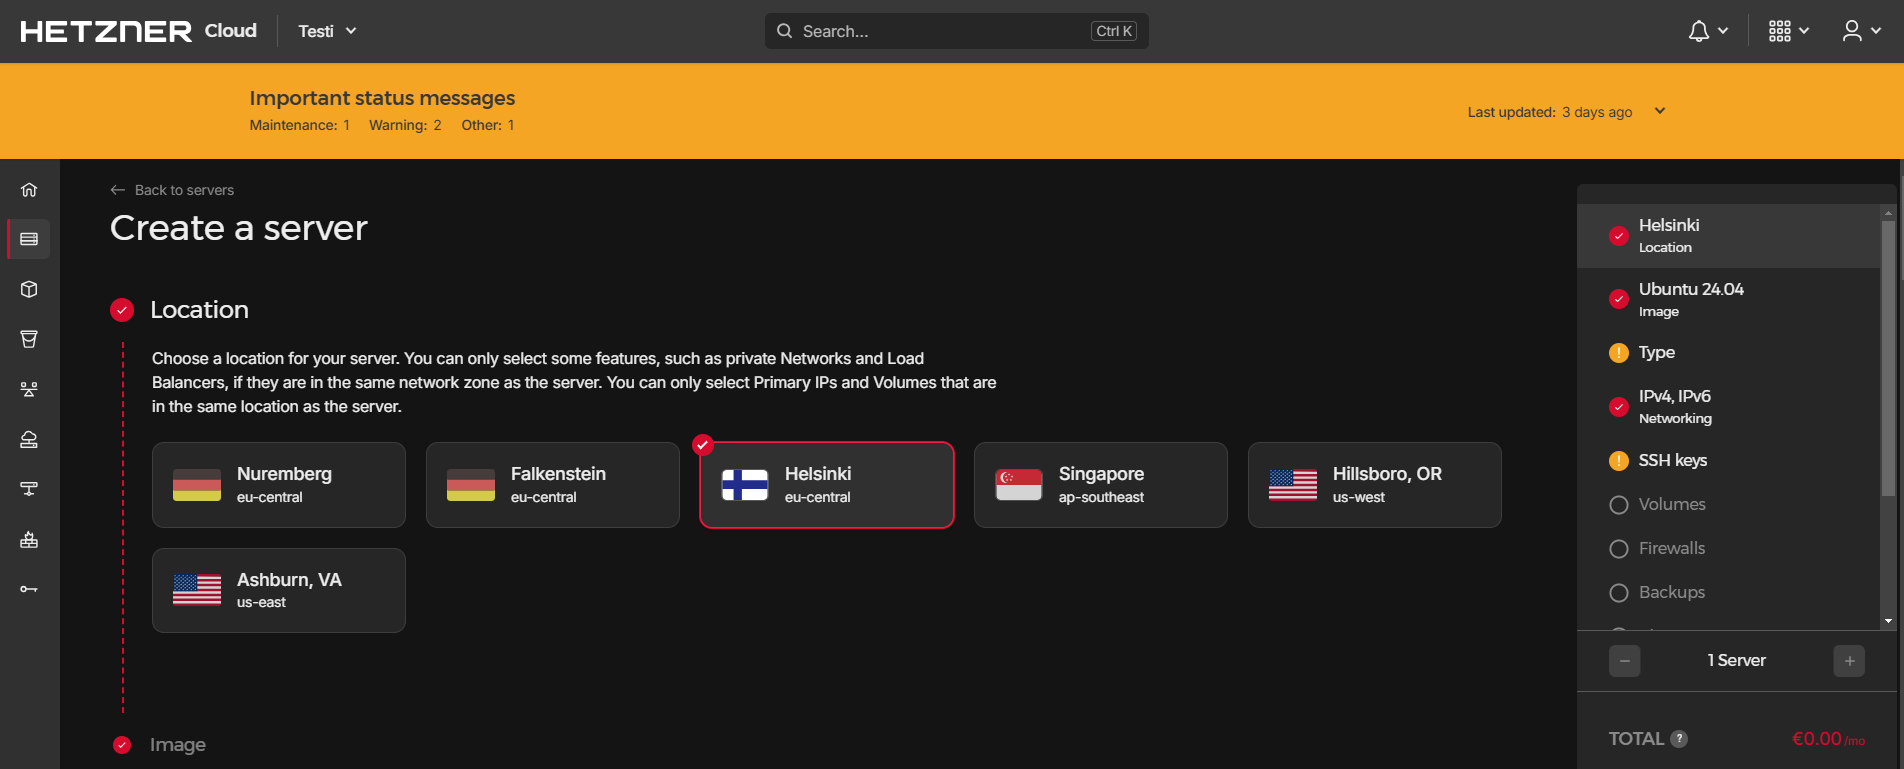 HETZNER Cloud
Testi
Search...
Ctrl K
Important status messages
Maintenance: 1 Warning: 2 Other: 1
Last updated: 3 days ago
Back to servers
Create a server
Location
Choose a location for your server. You can only select some features, such as private Networks and Load
Balancers, if they are in the same network zone as the server. You can only select Primary IPs and Volumes that are
in the same location as the server.
Nuremberg
eu-central
Falkenstein
eu-central
Helsinki
eu-central
Singapore
ap-southeast
Hillsboro, OR
us-west
Ashburn, VA
us-east
Image
Helsinki
Location
Ubuntu 24.04
Image
Type
IPv4, IPv6
Networking
SSH keys
Volumes
Firewalls
Backups
1 Server
TOTAL ?
€0.00 /mo